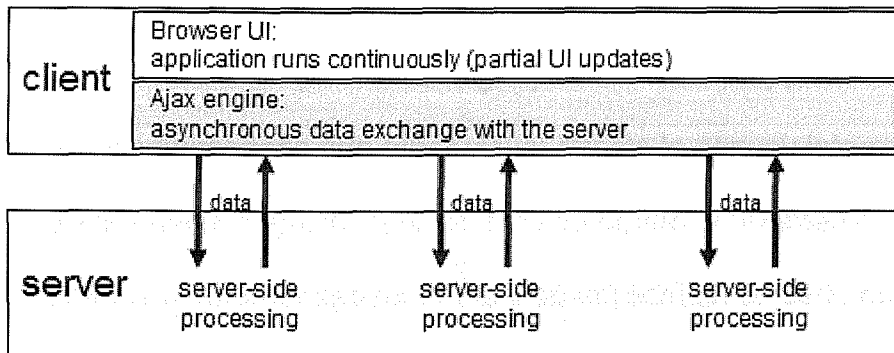 client
Browser UI:
application runs continuously (partial UI updates)
Ajax engine:
asynchronous data exchange with the server
data
data
data
server
server-side
processing
server-side
processing
server-side
processing